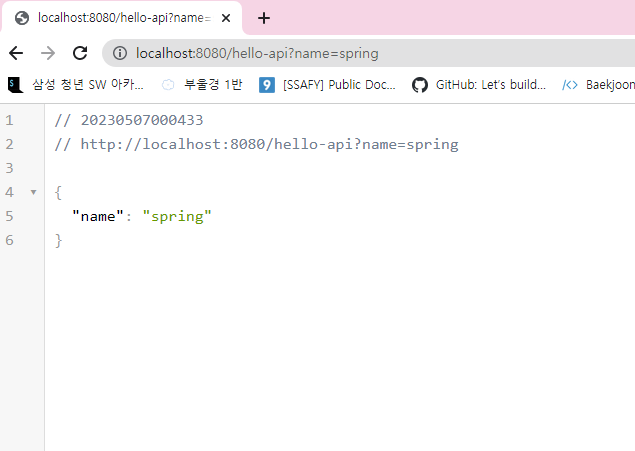 localhost:8080/hello-api?name=
localhost:8080/hello-api?name=spring
삼성 청년 SW 아카... 부울경 1반 [SSAFY] Public Doc... GitHub: Let's build... Baekjoon
1 // 20230507000433
2 // http://localhost:8080/hello-api?name=spring
3
4 {
5 "name": "spring"
6 }